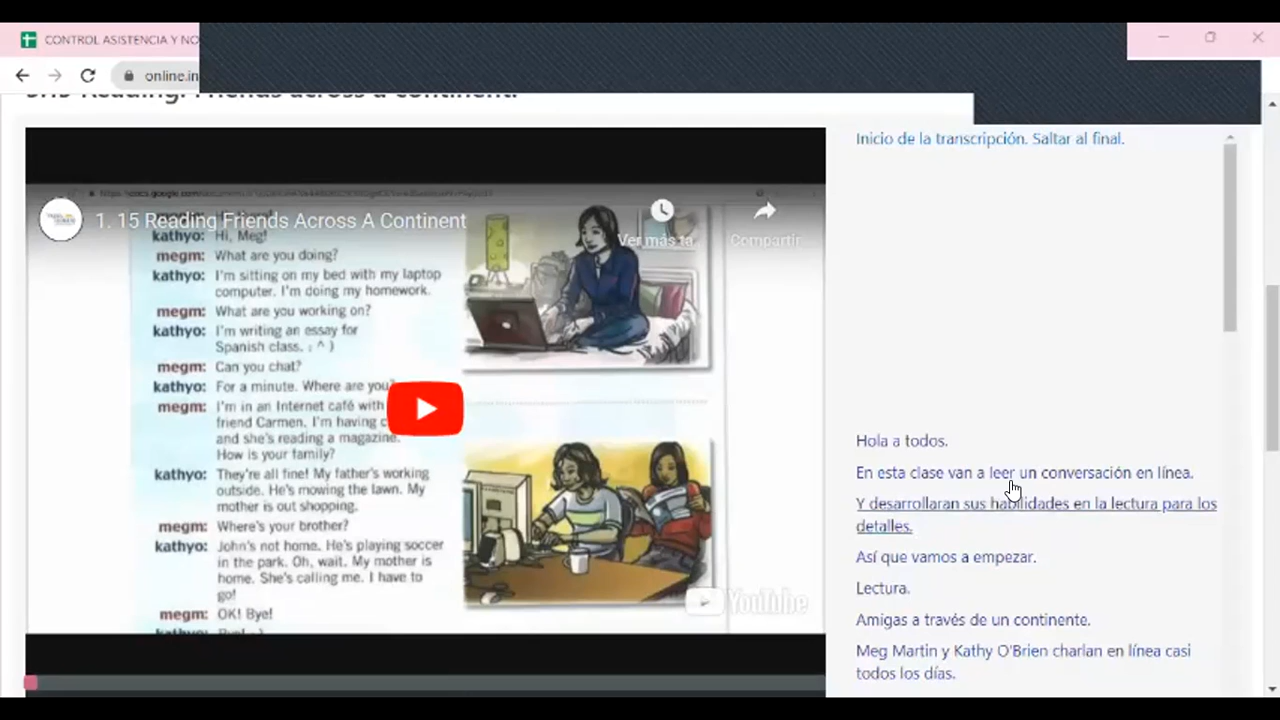 CONTROL ASISTENCIA Y NO
online.in
Reading: Friends across a continent.
Inicio de la transcripción. Saltar al final.
1. 15 Reading Friends Across A Continent
Ver más ta
Compartir
kathyo: Hi, Meg!
megm: What are you doing?
kathyo: I'm sitting on my bed with my laptop
computer. I'm doing my homework.
megm: What are you working on?
kathyo: I'm writing an essay for
Spanish class. : ^ )
megm: Can you chat?
kathyo: For a minute. Where are you?
megm: I'm in an Internet café with
friend Carmen. I'm having
and she's reading a magazine.
How is your family?
kathyo: They're all fine! My father's working
outside. He's mowing the lawn. My
mother is out shopping.
megm: Where's your brother?
kathyo: John's not home. He's playing soccer
in the park. Oh, wait. My mother is
home. She's calling me. I have to
go!
megm: OK! Bye!
YouTube
Hola a todos.
En esta clase van a leer un conversación en línea.
Y desarrollaran sus habilidades en la lectura para los
detalles.
Así que vamos a empezar.
Lectura.
Amigas a través de un continente.
Meg Martin y Kathy O'Brien charlan en línea casi
todos los días.